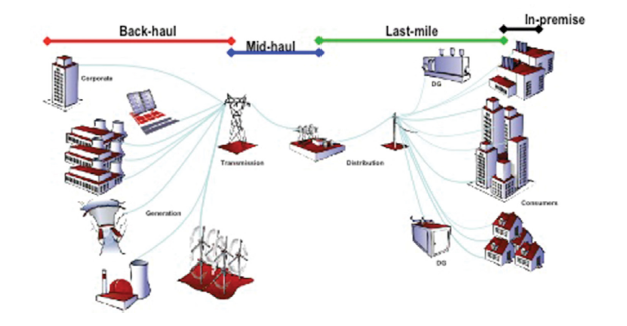 In-premise
Back-haul
Last-mile
Mid-haul
Corporate
DG
Transmission
Distribution
Consumers
Generation
DG